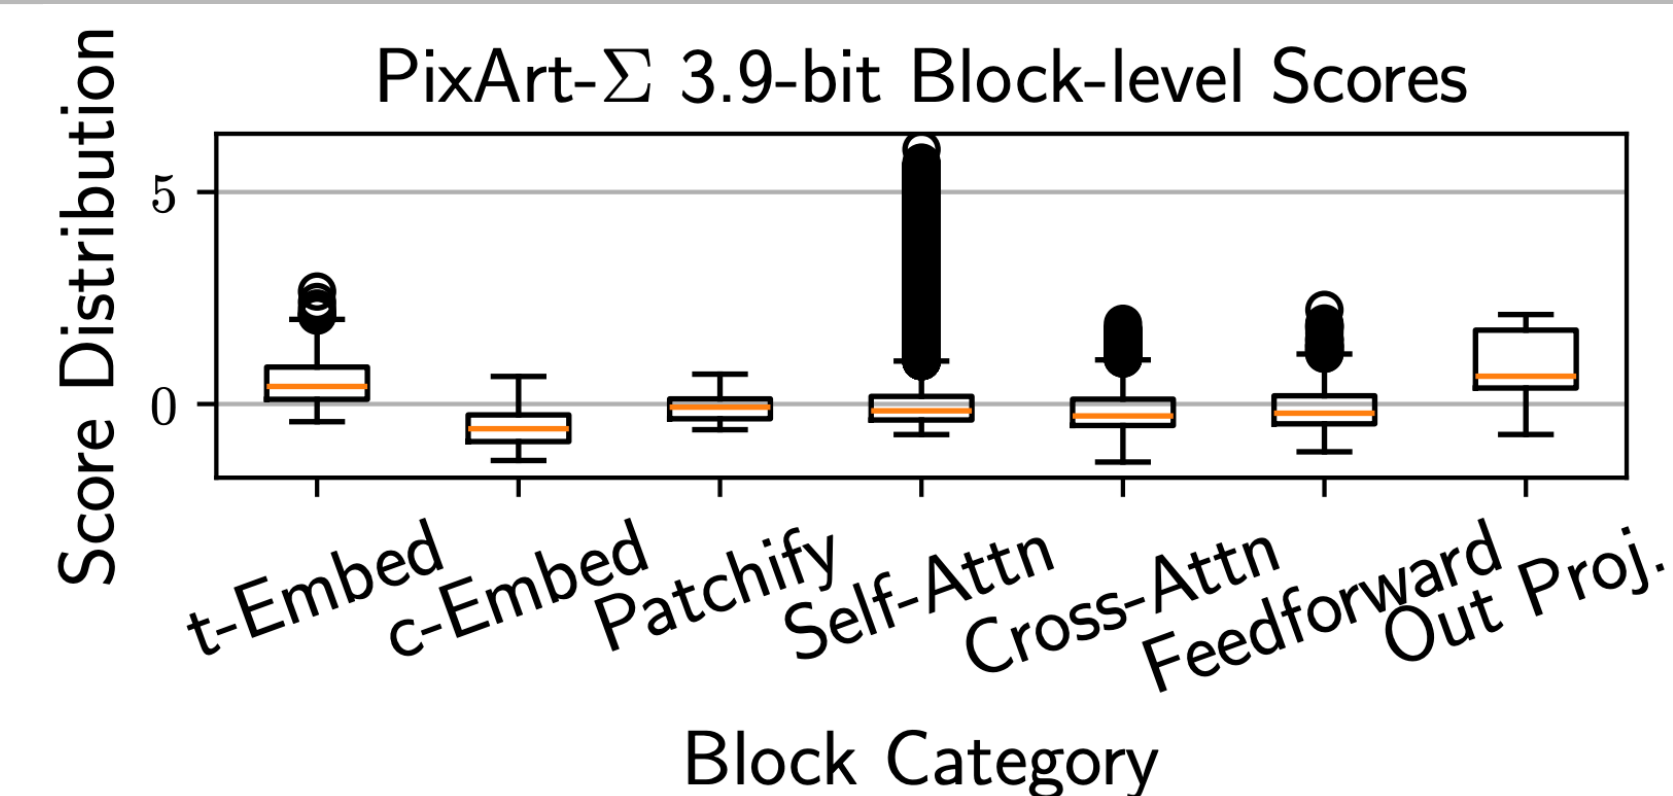 PixArt-Σ 3.9-bit Block-level Scores
Score Distribution
5
0
t-Embed
c-Embed
Patchify
Self-Attn
Cross-Attn
Feedforward
Out Proj.
Block Category